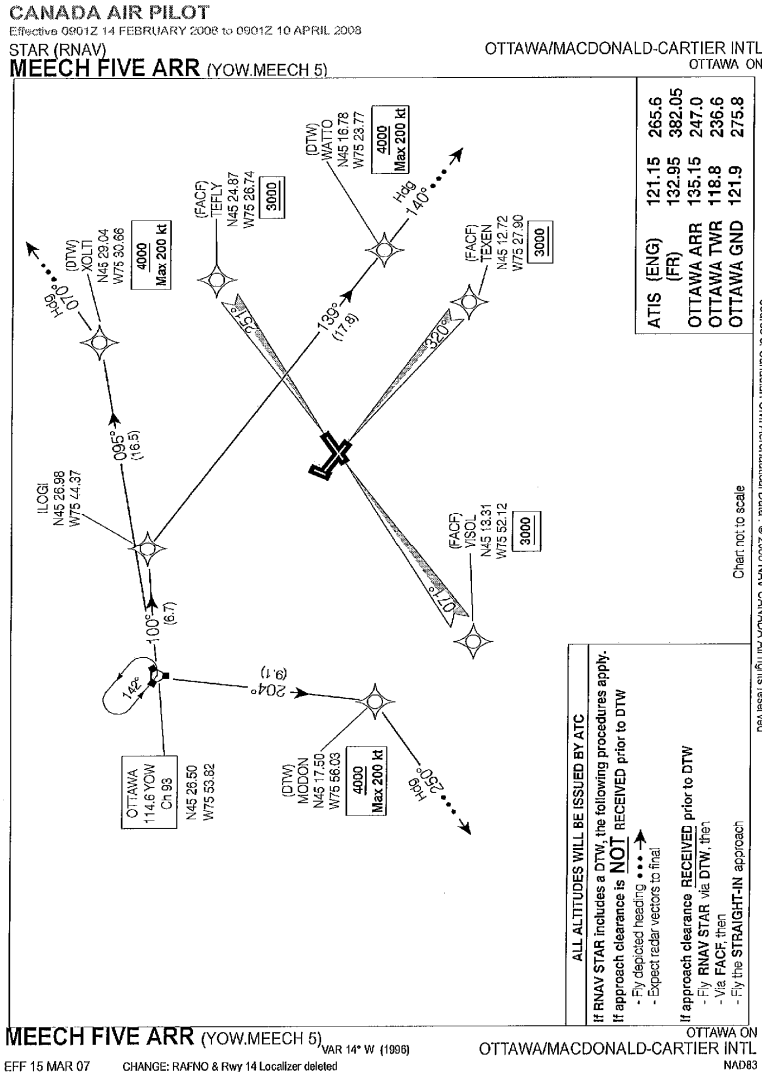 CANADA AIR PILOT
Effective 0901Z 14 FEBRUARY 2008 to 0901Z 10 APRIL 2008
STAR (RNAV)
OTTAWA/MACDONALD-CARTIER INTL
MEECH FIVE ARR (YOW.MEECH 5)
OTTAWA ON
ATIS (ENG) 121.15 265.6
(FR) 132.95 382.05
OTTAWA ARR 135.15 247.0
OTTAWA TWR 118.8 236.6
OTTAWA GND 121.9 275.8
(DTW)
WATTO
N45 16.78
W75 23.77
4000
Max 200 kt
Hdg
140°
(FACF)
TEFLY
N45 24.87
W75 26.74
3000
(DTW)
XOLTI
N45 29.04
W75 30.66
4000
Max 200 kt
Hdg
070°
(FACF)
TEXEN
N45 12.72
W75 27.90
3000
251°
139°
(17.8)
320°
095°
(16.5)
ILOGI
N45 26.98
W75 44.37
(FACF)
VISOL
N45 13.31
W75 52.12
3000
071°
100°
(6.7)
142°
204°
(9.1)
OTTAWA
114.6 YOW
Ch 93
N45 26.50
W75 53.82
(DTW)
MODON
N45 17.50
W75 56.03
4000
Max 200 kt
Hdg
250°
Chart not to scale
ALL ALTITUDES WILL BE ISSUED BY ATC
If RNAV STAR includes a DTW, the following procedures apply.
If approach clearance is NOT RECEIVED prior to DTW
- Fly depicted heading
- Expect radar vectors to final
If approach clearance RECEIVED prior to DTW
- Fly RNAV STAR via DTW, then
- Via FACF, then
- Fly the STRAIGHT-IN approach
NAV CANADA All rights reserved
MEECH FIVE ARR (YOW.MEECH 5)
VAR 14° W (1996)
OTTAWA ON
OTTAWA/MACDONALD-CARTIER INTL
EFF 15 MAR 07
CHANGE: RAFNO & Rwy 14 Localizer deleted
NAD83